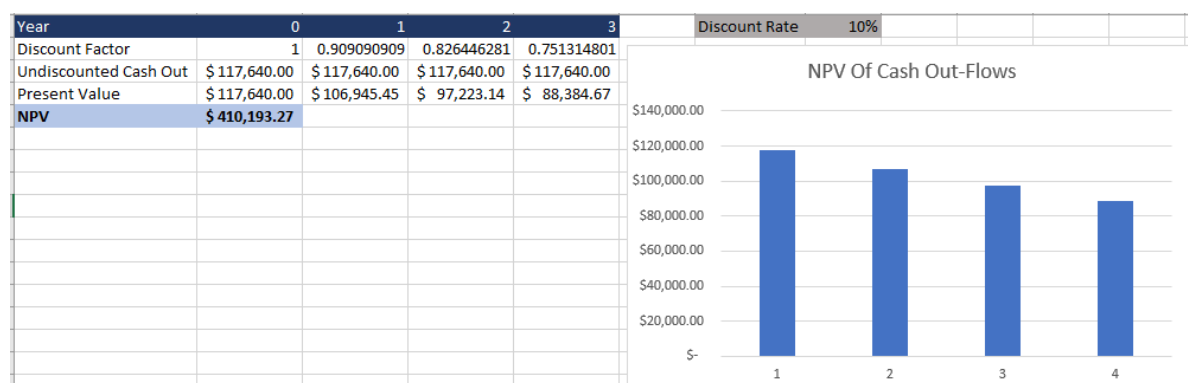 Year 0 1 2 3
Discount Factor 1 0.909090909 0.826446281 0.751314801
Undiscounted Cash Out $ 117,640.00 $ 117,640.00 $ 117,640.00 $ 117,640.00
Present Value $ 117,640.00 $ 106,945.45 $ 97,223.14 $ 88,384.67
NPV $ 410,193.27
Discount Rate 10%
NPV Of Cash Out-Flows
$140,000.00
$120,000.00
$100,000.00
$80,000.00
$60,000.00
$40,000.00
$20,000.00
$-
1 2 3 4